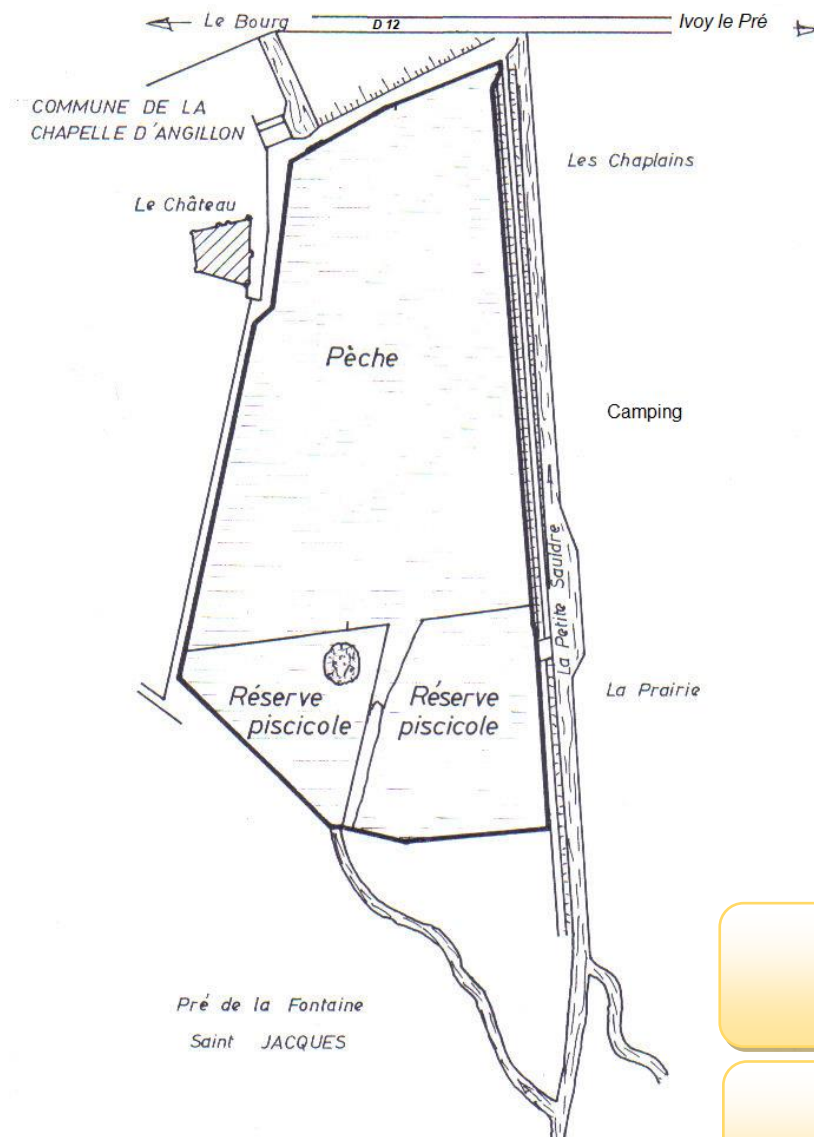 Le Bourg
D 12
Ivoy le Pré
COMMUNE DE LA
CHAPELLE D'ANGILLON
Les Chaplains
Le Château
Pèche
Camping
La Petite Sauldre
Réserve
piscicole
Réserve
piscicole
La Prairie
Pré de la Fontaine
Saint JACQUES